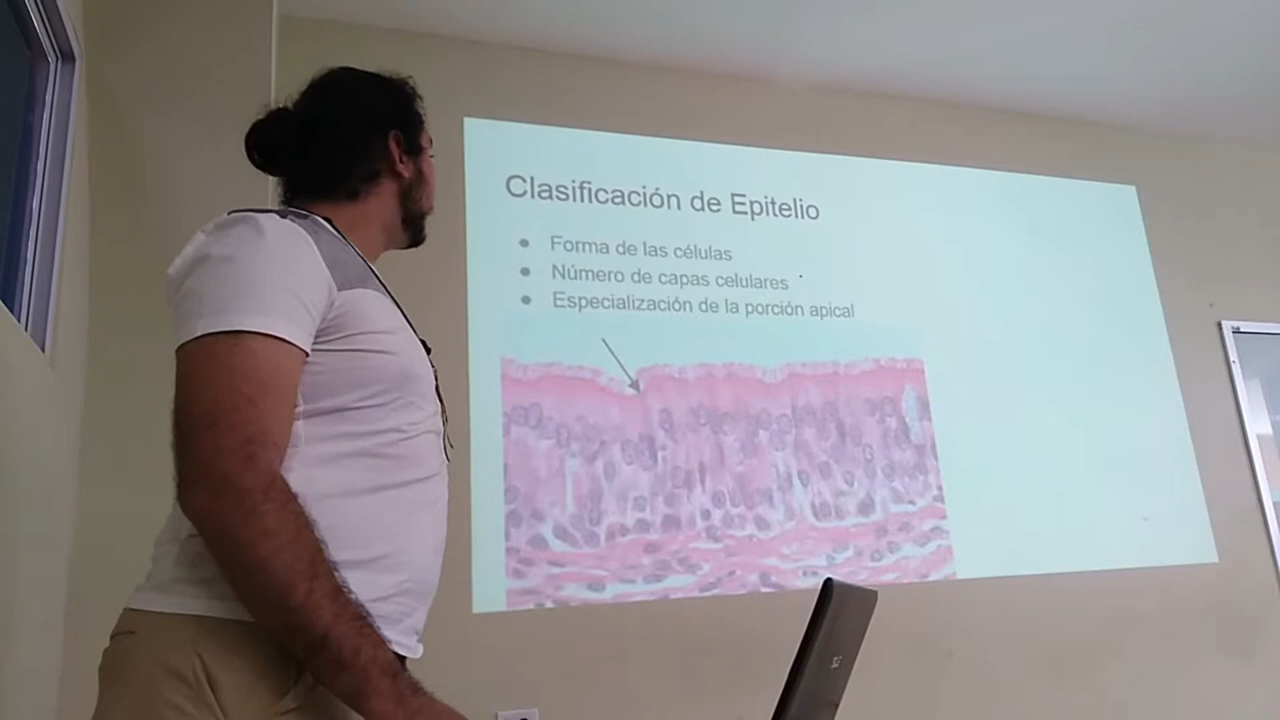 Clasificación de Epitelio
Forma de las células
Número de capas celulares
Especialización de la porción apical